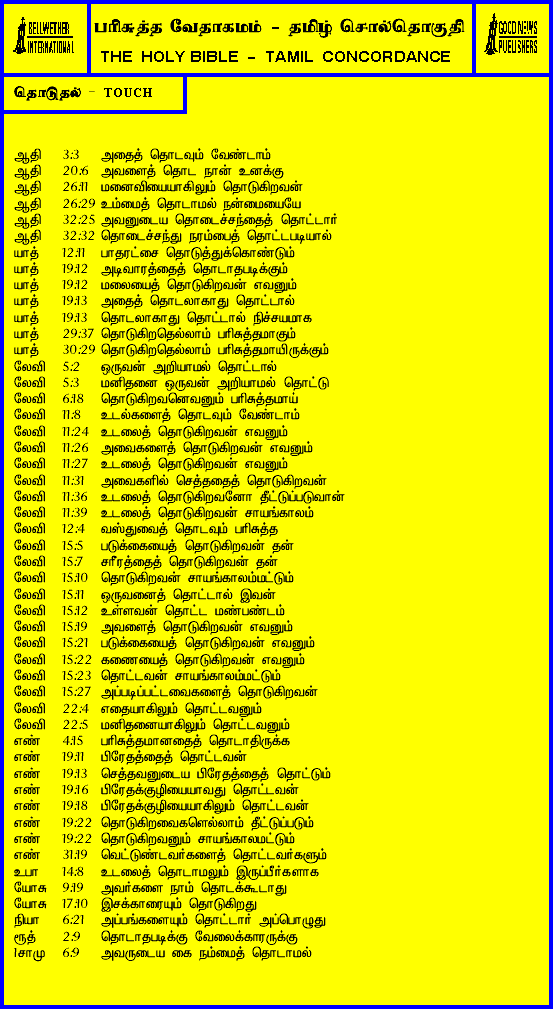 BELLWETHER
INTERNATIONAL
பரிசுத்த வேதாகமம் - தமிழ் சொல்தொகுதி
THE HOLY BIBLE - TAMIL CONCORDANCE
GOOD NEWS
PUBLISHERS
தொடுதல் - TOUCH
ஆதி 3:3 அதைத் தொடவும் வேண்டாம்
ஆதி 20:6 அவளைத் தொட நான் உனக்கு
ஆதி 26:11 மனைவியையாகிலும் தொடுகிறவன்
ஆதி 26:29 உம்மைத் தொடாமல் நன்மையையே
ஆதி 32:25 அவனுடைய தொடைச்சந்தைத் தொட்டார்
ஆதி 32:32 தொடைச்சந்து நரம்பைத் தொட்டபடியால்
யாத் 12:11 பாதரட்சை தொடுத்துக்கொண்டும்
யாத் 19:12 அடிவாரத்தைத் தொடாதபடிக்கும்
யாத் 19:12 மலையைத் தொடுகிறவன் எவனும்
யாத் 19:13 அதைத் தொடலாகாது தொட்டால்
யாத் 19:13 தொடலாகாது தொட்டால் நிச்சயமாக
யாத் 29:37 தொடுகிறதெல்லாம் பரிசுத்தமாகும்
யாத் 30:29 தொடுகிறதெல்லாம் பரிசுத்தமாயிருக்கும்
லேவி 5:2 ஒருவன் அறியாமல் தொட்டால்
லேவி 5:3 மனிதனை ஒருவன் அறியாமல் தொட்டு
லேவி 6:18 தொடுகிறவனெவனும் பரிசுத்தமாய்
லேவி 11:8 உடல்களைத் தொடவும் வேண்டாம்
லேவி 11:24 உடலைத் தொடுகிறவன் எவனும்
லேவி 11:26 அவைகளைத் தொடுகிறவன் எவனும்
லேவி 11:27 உடலைத் தொடுகிறவன் எவனும்
லேவி 11:31 அவைகளில் செத்ததைத் தொடுகிறவன்
லேவி 11:36 உடலைத் தொடுகிறவனோ தீட்டுப்படுவான்
லேவி 11:39 உடலைத் தொடுகிறவன் சாயங்காலம்
லேவி 12:4 வஸ்துவைத் தொடவும் பரிசுத்த
லேவி 15:5 படுக்கையைத் தொடுகிறவன் தன்
லேவி 15:7 சரீரத்தைத் தொடுகிறவன் தன்
லேவி 15:10 தொடுகிறவன் சாயங்காலம்மட்டும்
லேவி 15:11 ஒருவனைத் தொட்டால் இவன்
லேவி 15:12 உள்ளவன் தொட்ட மண்பண்டம்
லேவி 15:19 அவளைத் தொடுகிறவன் எவனும்
லேவி 15:21 படுக்கையைத் தொடுகிறவன் எவனும்
லேவி 15:22 கணையைத் தொடுகிறவன் எவனும்
லேவி 15:23 தொட்டவன் சாயங்காலம்மட்டும்
லேவி 15:27 அப்படிப்பட்டவைகளைத் தொடுகிறவன்
லேவி 22:4 எதையாகிலும் தொட்டவனும்
லேவி 22:5 மனிதனையாகிலும் தொட்டவனும்
எண் 4:15 பரிசுத்தமானதைத் தொடாதிருக்க
எண் 19:11 பிரேதத்தைத் தொட்டவன்
எண் 19:13 செத்தவனுடைய பிரேதத்தைத் தொட்டும்
எண் 19:16 பிரேதக்குழியையாவது தொட்டவன்
எண் 19:18 பிரேதக்குழியையாகிலும் தொட்டவன்
எண் 19:22 தொடுகிறவைகளெல்லாம் தீட்டுப்படும்
எண் 19:22 தொடுகிறவனும் சாயங்காலமட்டும்
எண் 31:19 வெட்டுண்டவர்களைத் தொட்டவர்களும்
உபா 14:8 உடலைத் தொடாமலும் இருப்பீர்களாக
யோசு 9:19 அவர்களை நாம் தொடக்கூடாது
யோசு 17:10 இசக்காரையும் தொடுகிறது
நியா 6:21 அப்பங்களையும் தொட்டார் அப்பொழுது
ரூத் 2:9 தொடாதபடிக்கு வேலைக்காரருக்கு
1சாமு 6:9 அவருடைய கை நம்மைத் தொடாமல்